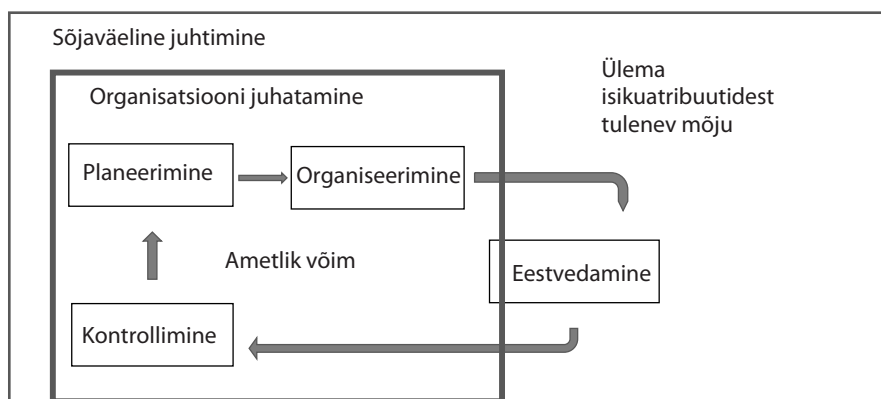 Sõjaväeline juhtimine
Ülema
isikuatribuutidest
tulenev mõju
Organisatsiooni juhatamine
Planeerimine
Organiseerimine
Ametlik võim
Eestvedamine
Kontrollimine